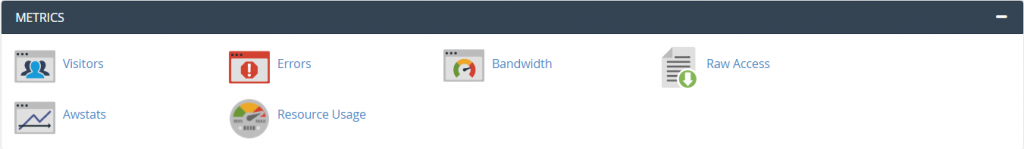 METRICS
Visitors Errors Bandwidth Raw Access
Awstats Resource Usage